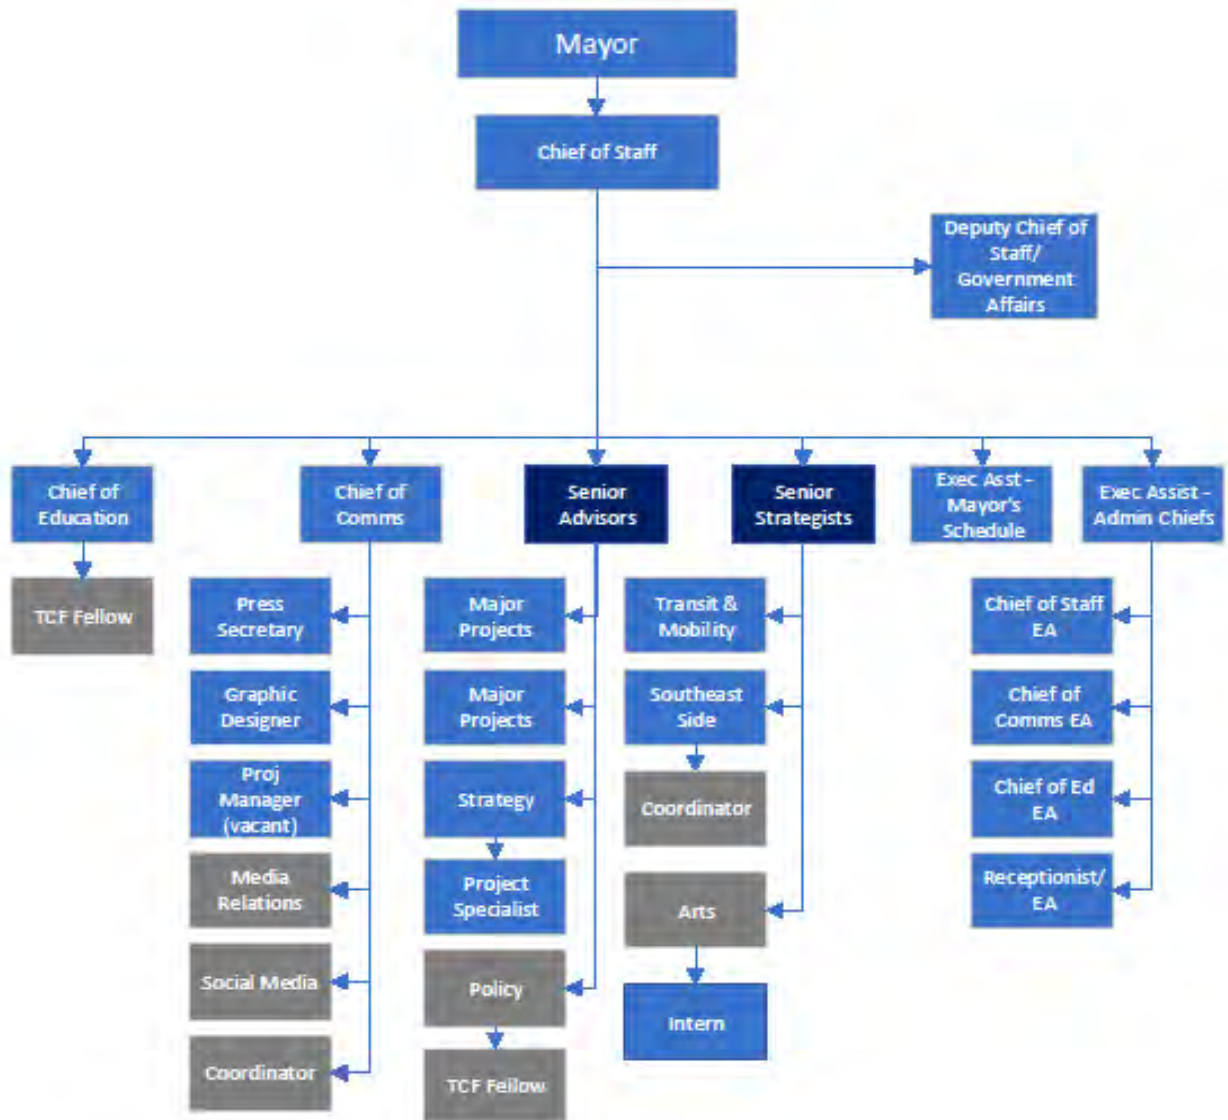 Mayor
Chief of Staff
Deputy Chief of
Staff/
Government
Affairs
Chief of
Education
Chief of
Comms
Senior
Advisors
Senior
Strategists
Exec Asst -
Mayor's
Schedule
Exec Assist -
Admin Chiefs
TCF Fellow
Press
Secretary
Graphic
Designer
Proj
Manager
(vacant)
Media
Relations
Social Media
Coordinator
Major
Projects
Major
Projects
Strategy
Project
Specialist
Policy
TCF Fellow
Transit &
Mobility
Southeast
Side
Coordinator
Arts
Intern
Chief of Staff
EA
Chief of
Comms EA
Chief of Ed
EA
Receptionist/
EA